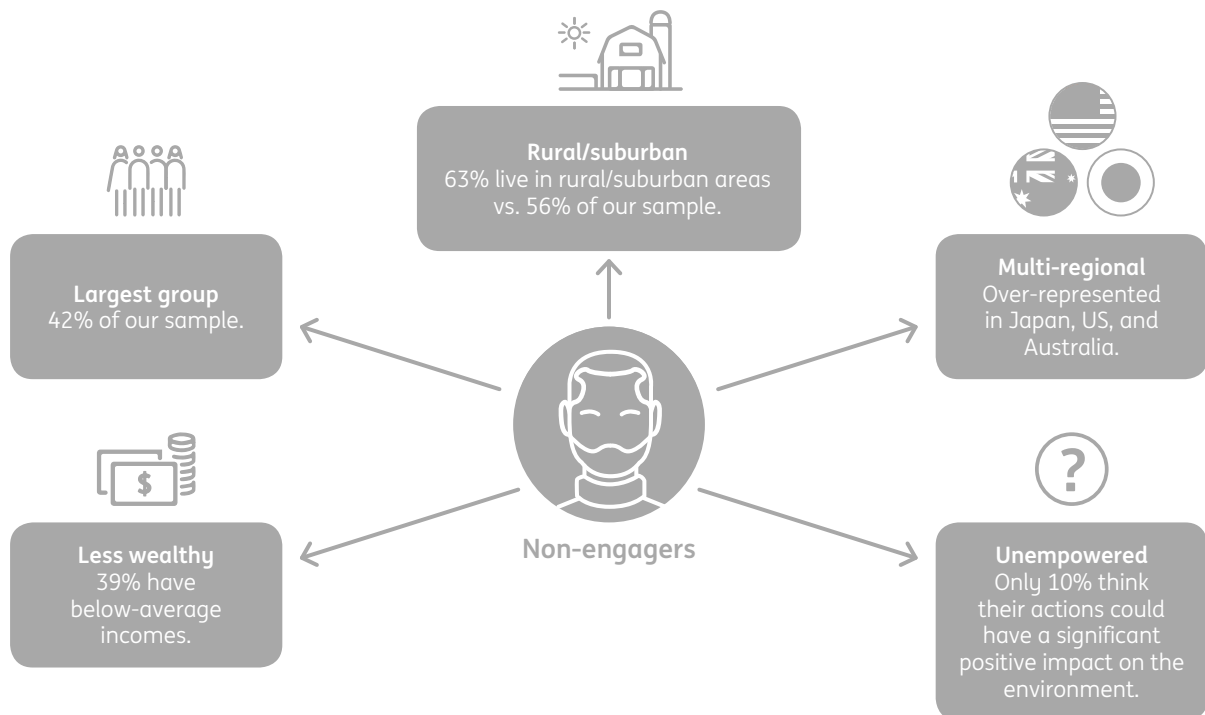 Rural/suburban
63% live in rural/suburban areas
vs. 56% of our sample.
Largest group
42% of our sample.
Multi-regional
Over-represented
in Japan, US, and
Australia.
$
?
Less wealthy
39% have
below-average
incomes.
Non-engagers
Unempowered
Only 10% think
their actions could
have a significant
positive impact on the
environment.